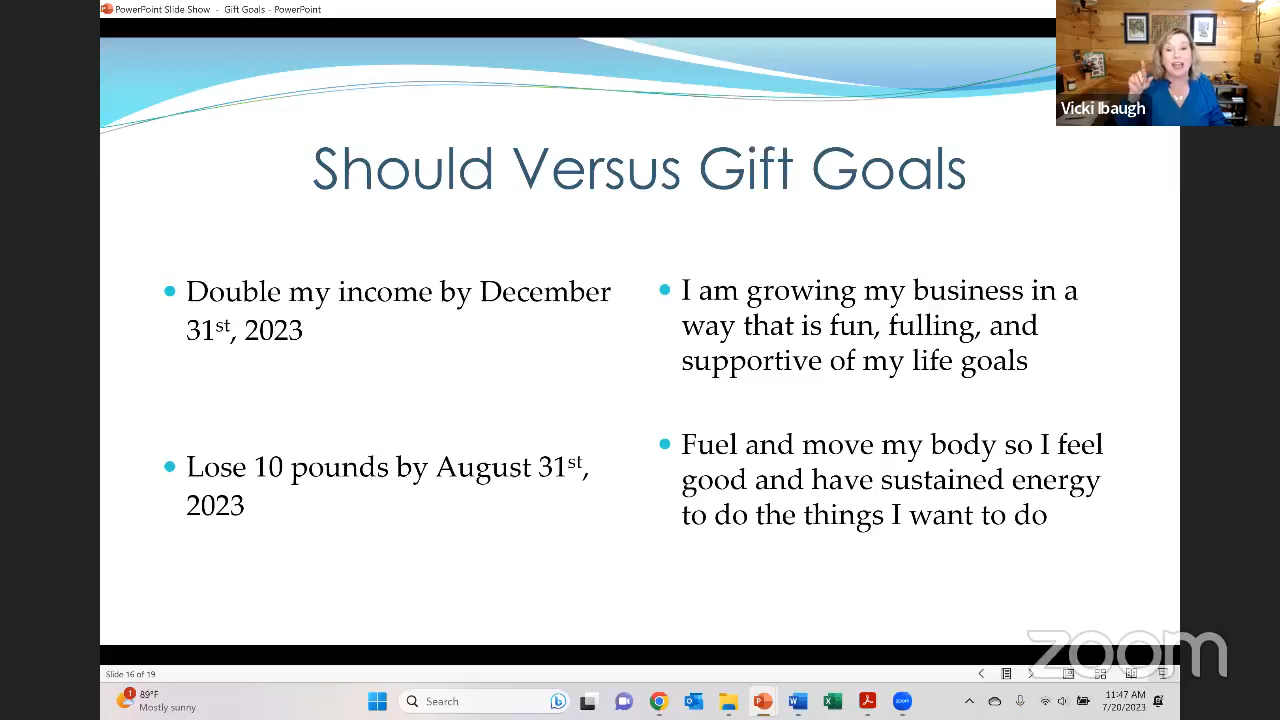 PowerPoint Slide Show - Gift Goals - PowerPoint
Vicki Ibaugh
Should Versus Gift Goals
Double my income by December
31st, 2023
Lose 10 pounds by August 31st,
2023
I am growing my business in a
way that is fun, fulling, and
supportive of my life goals
Fuel and move my body so I feel
good and have sustained energy
to do the things I want to do
zoom
Slide 16 of 19
1
89°F
Mostly sunny
Search
zoom
11:47 AM
7/20/2023